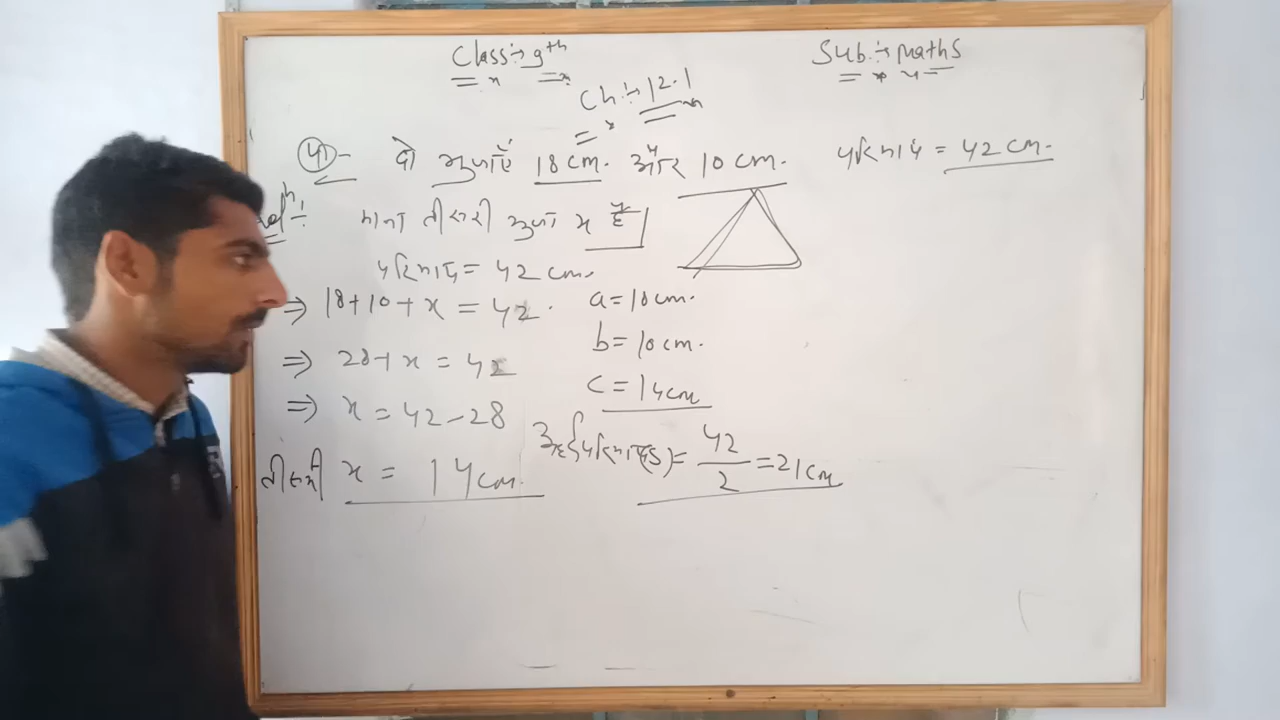 Class:- 9th
Sub:- Maths
Ch:- 12.1
दो भुजाएँ 18 cm. और 10 cm. परिमाप = 42 cm.
Solⁿ:- माना तीसरी भुजा x है
परिमाप = 42 cm.
⇒ 18+10+x = 42.
a = 18 cm.
⇒ 28+x = 42
b = 10 cm.
⇒ x = 42-28
c = 14 cm
x = 14 cm.
अर्द्धपरिमाप(S) = 42/2 = 21 cm